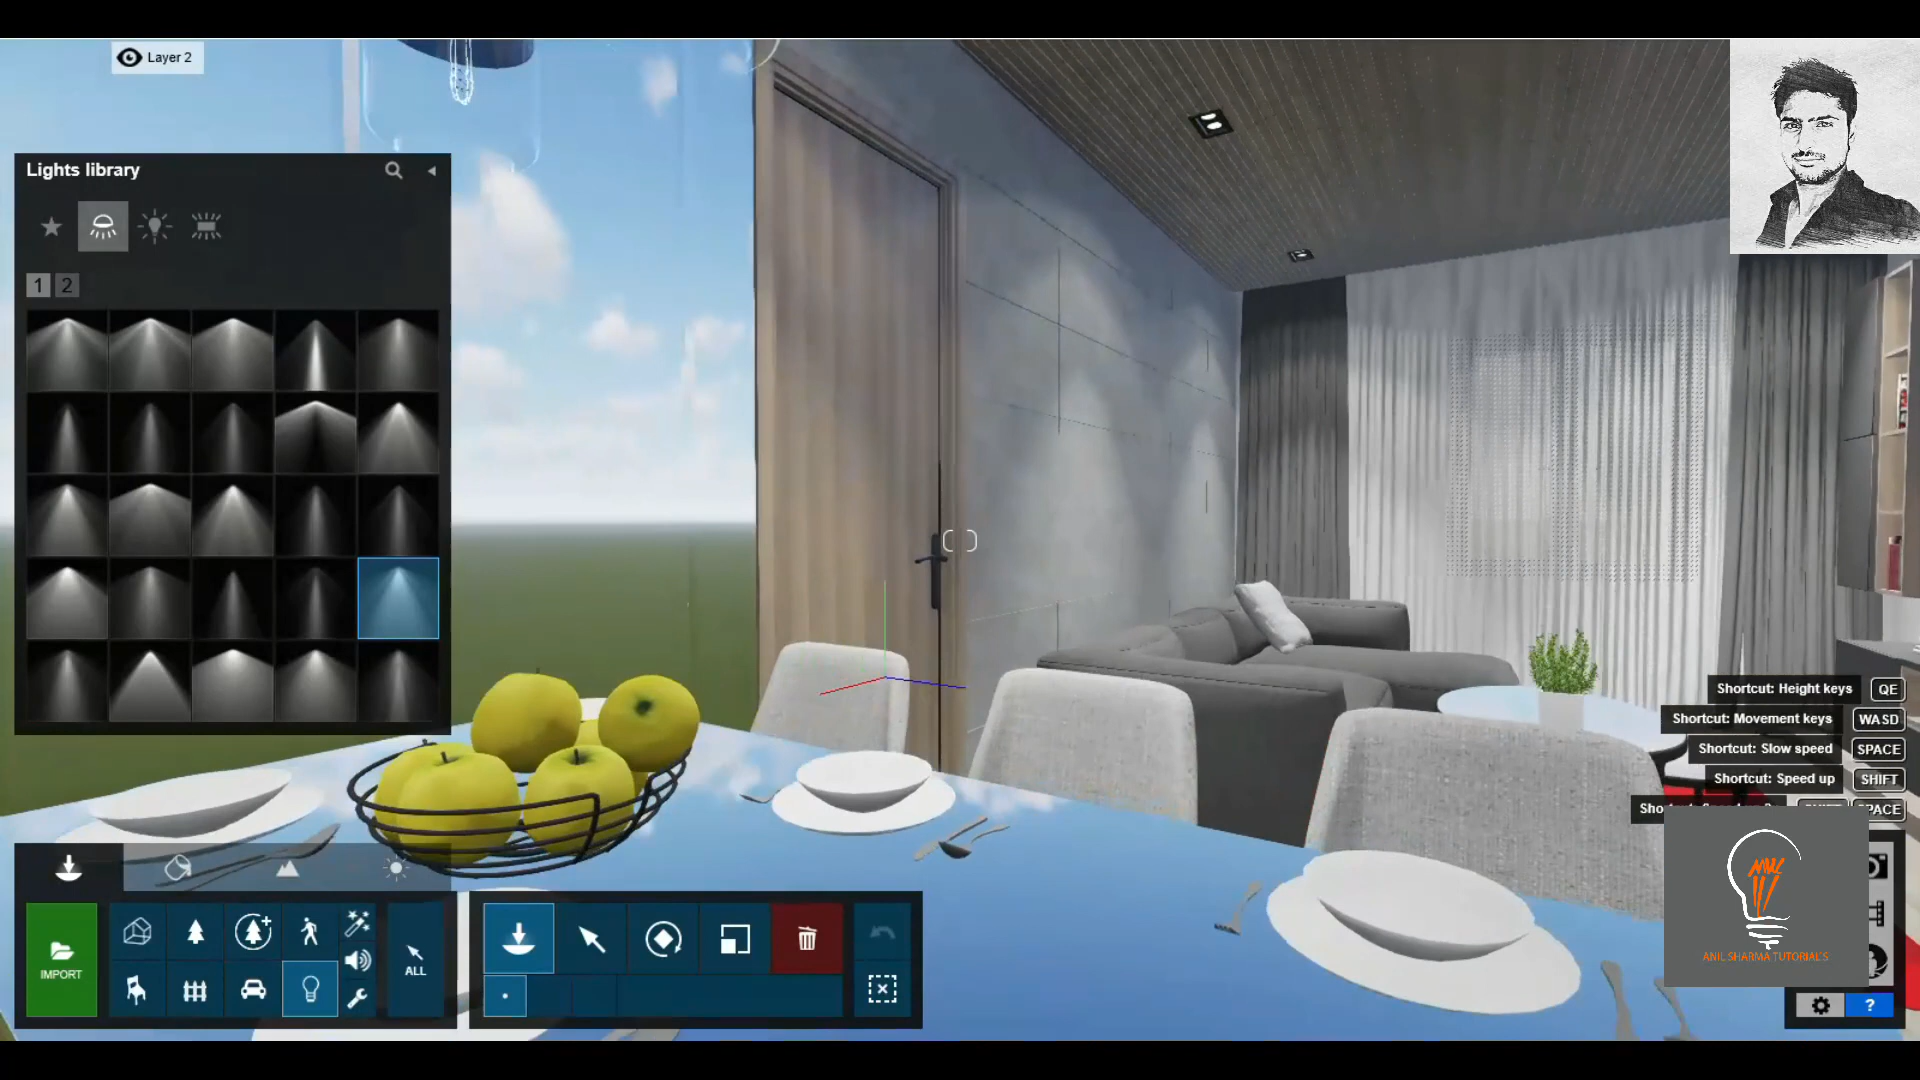 Layer 2
Lights library
1 2
Shortcut: Height keys QE
Shortcut: Movement keys WASD
Shortcut: Slow speed SPACE
Shortcut: Speed up SHIFT
ANIL SHARMA TUTORIAL'S
IMPORT
ALL
?